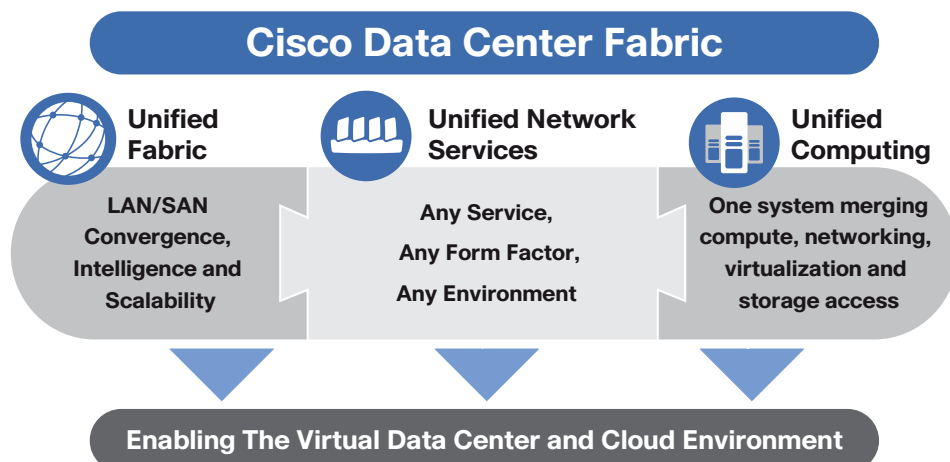 Cisco Data Center Fabric
Unified
Fabric
Unified Network
Services
Unified
Computing
LAN/SAN
Convergence,
Intelligence and
Scalability
Any Service,
Any Form Factor,
Any Environment
One system merging
compute, networking,
virtualization and
storage access
Enabling The Virtual Data Center and Cloud Environment